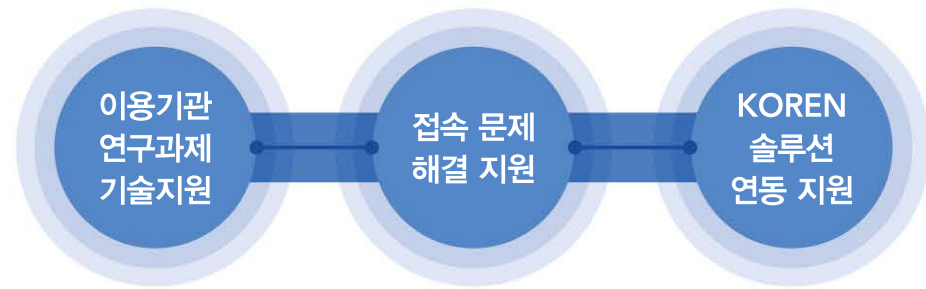 이용기관
연구과제
기술지원
접속 문제
해결 지원
KOREN
솔루션
연동 지원